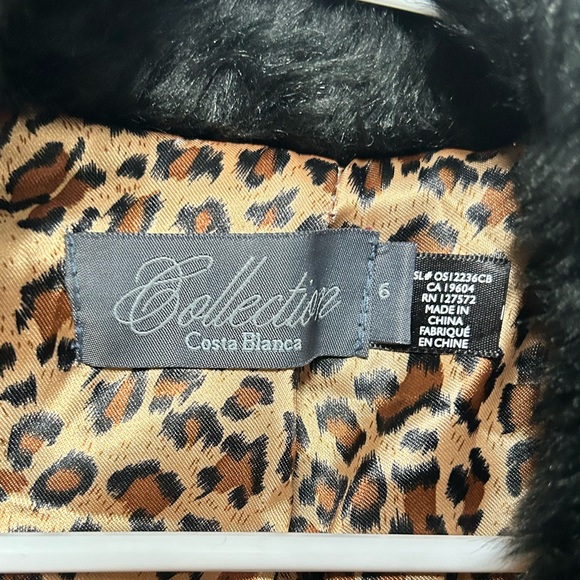 Collection
Costa Blanca
6
SL# OS12236CB
CA 19604
RN 127572
MADE IN
CHINA
FABRIQUÉ
EN CHINE